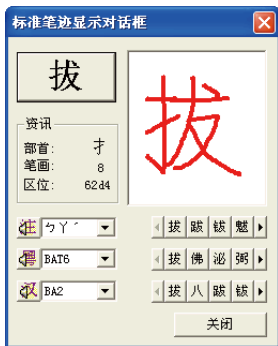 标准笔迹显示对话框
拔
拔
资讯
部首: 扌
笔画: 8
区位: 62d4
ㄅㄚˊ
拔 跋 钹 魃
BAT6
拔 佛 泌 弼
汉 BA2
拔 八 跋 钹
关闭